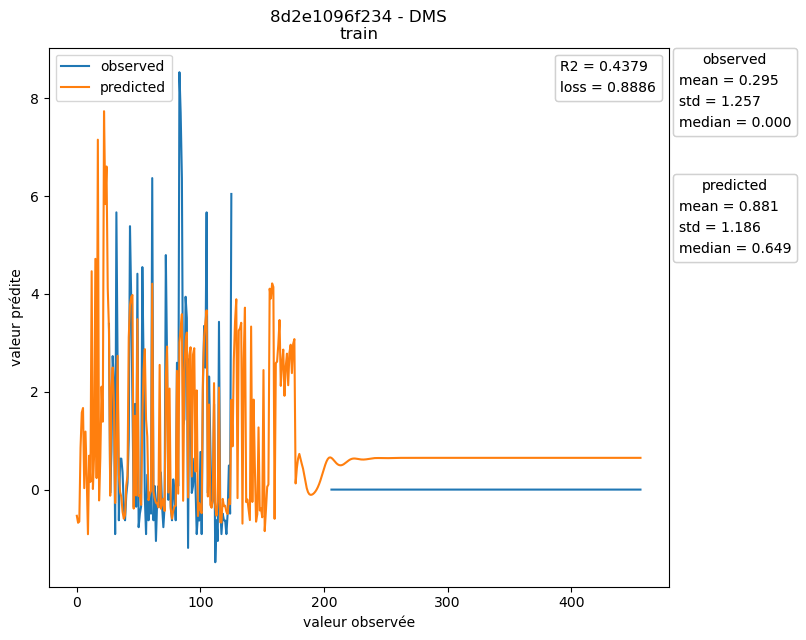 8d2e1096f234 - DMS
train
observed
predicted
R2 = 0.4379
loss = 0.8886
observed
mean = 0.295
std = 1.257
median = 0.000
predicted
mean = 0.881
std = 1.186
median = 0.649
valeur prédite
8
6
4
2
0
0
100
200
300
400
valeur observée